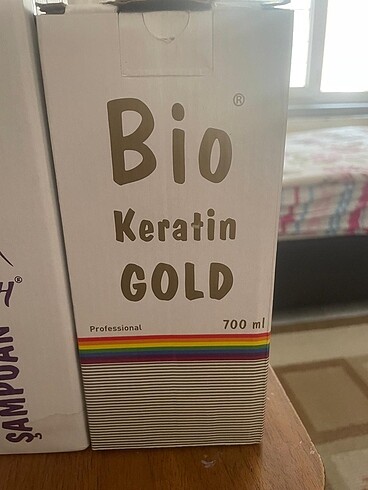 Bio®
Keratin
GOLD
Professional
700 ml
ŞAMPUAN